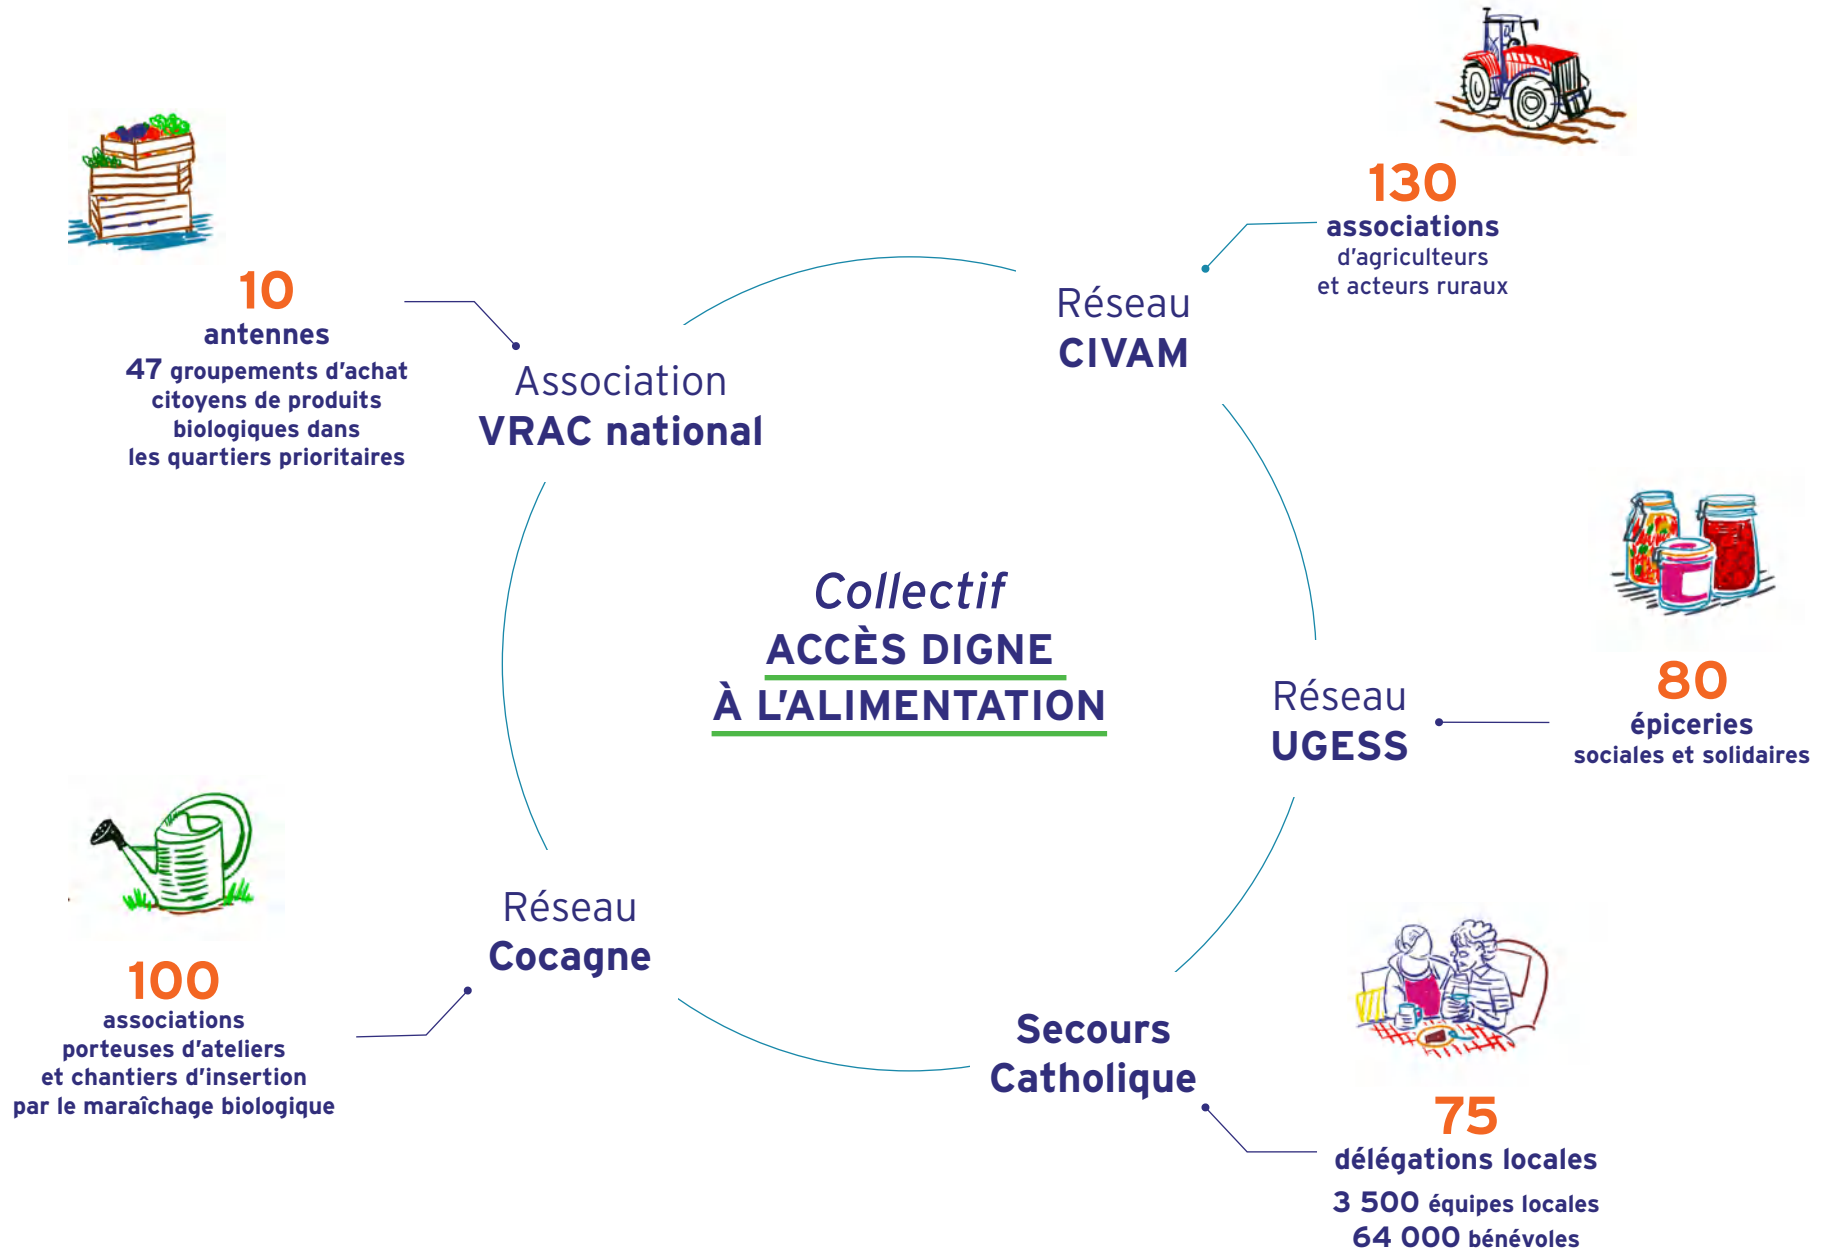 130
associations
d'agriculteurs
et acteurs ruraux
10
antennes
47 groupements d'achat
citoyens de produits
biologiques dans
les quartiers prioritaires
Réseau
CIVAM
Association
VRAC national
Collectif
ACCÈS DIGNE
À L'ALIMENTATION
Réseau
UGESS
80
épiceries
sociales et solidaires
Réseau
Cocagne
100
associations
porteuses d'ateliers
et chantiers d'insertion
par le maraîchage biologique
Secours
Catholique
75
délégations locales
3 500 équipes locales
64 000 bénévoles